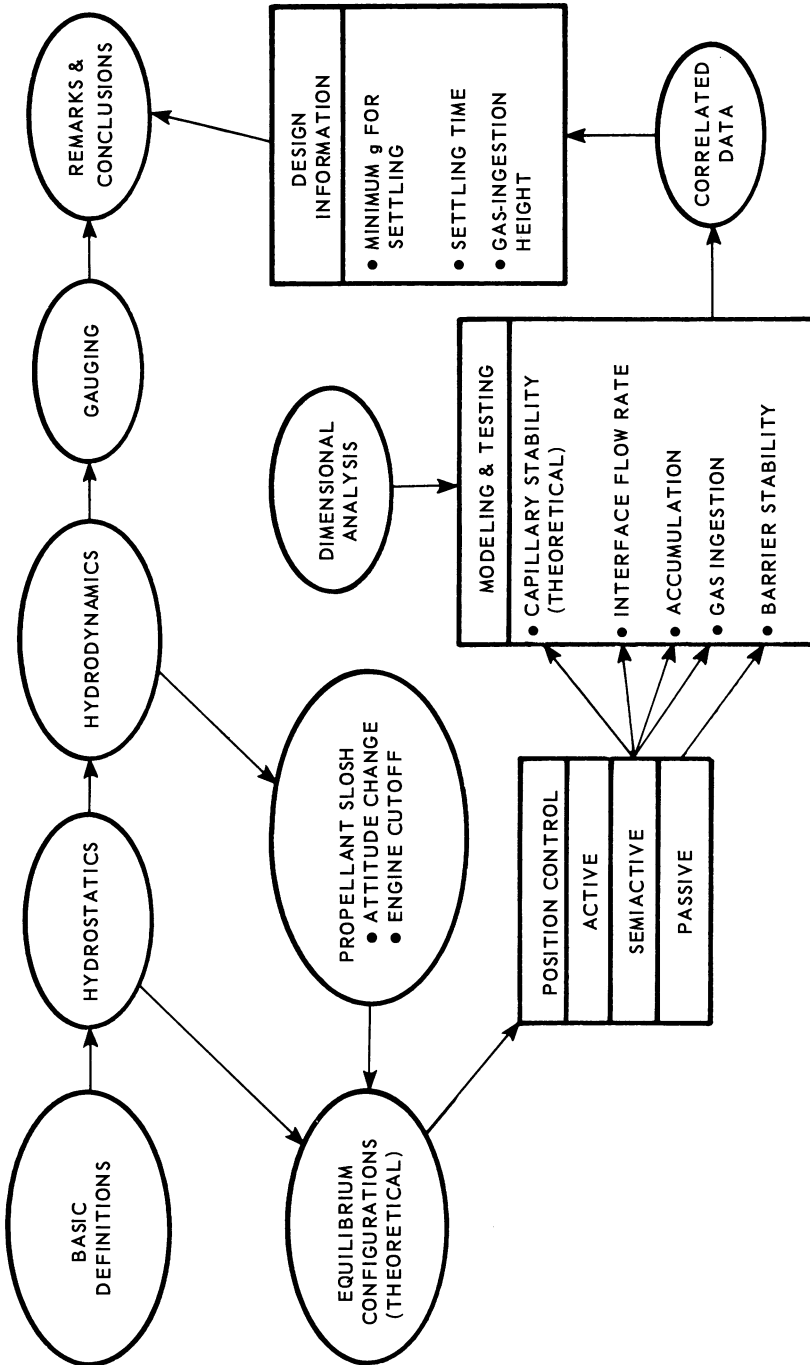 BASIC
DEFINITIONS
HYDROSTATICS
HYDRODYNAMICS
GAUGING
REMARKS &
CONCLUSIONS
EQUILIBRIUM
CONFIGURATIONS
(THEORETICAL)
PROPELLANT SLOSH
● ATTITUDE CHANGE
● ENGINE CUTOFF
DIMENSIONAL
ANALYSIS
DESIGN
INFORMATION
● MINIMUM g FOR
SETTLING
● SETTLING TIME
● GAS-INGESTION
HEIGHT
POSITION CONTROL
ACTIVE
SEMIACTIVE
PASSIVE
MODELING & TESTING
● CAPILLARY STABILITY
(THEORETICAL)
● INTERFACE FLOW RATE
● ACCUMULATION
● GAS INGESTION
● BARRIER STABILITY
CORRELATED
DATA